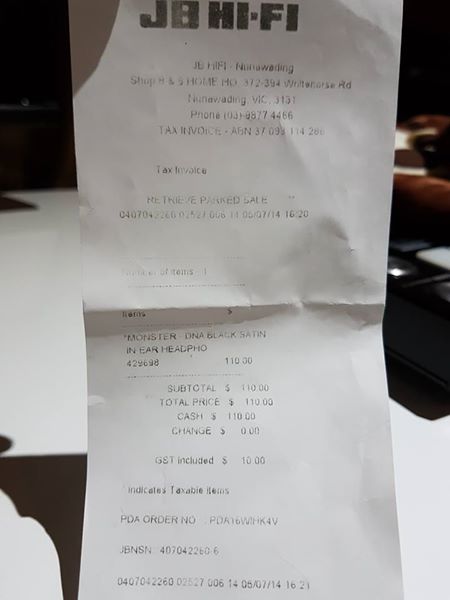 JB HI-FI
JB HIFI - Nunawading
Shop 8 & 9 HOME HQ, 372-394 Whitehorse Rd
Nunawading, VIC, 3131
Phone (03) 9877 4466
TAX INVOICE - ABN 37 093 114 286
Tax Invoice
RETRIEVE PARKED SALE
0407042260 02527 006 14 05/07/14 16:20
Number of Items - 1
Items $
*MONSTER - DNA BLACK SATIN
IN EAR HEADPHO
429698 110.00
SUBTOTAL $ 110.00
TOTAL PRICE $ 110.00
CASH $ 110.00
CHANGE $ 0.00
GST Included $ 10.00
* Indicates Taxable Items
PDA ORDER NO : PDA16WIHK4V
JBNSN: 407042260-6
0407042260 02527 006 14 05/07/14 16:21